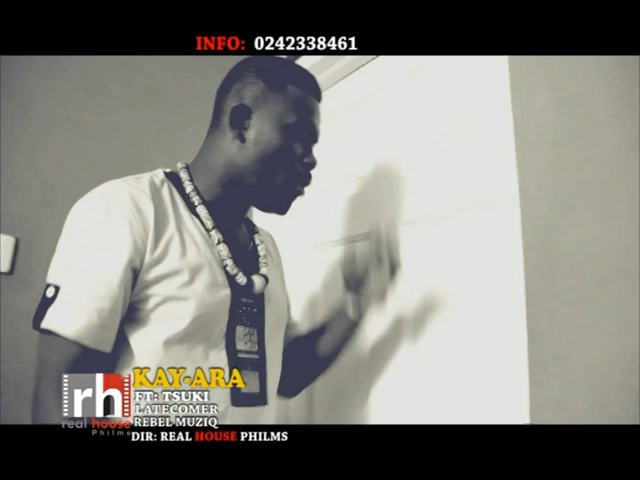 INFO: 0242338461
KAY-ARA
FT: TSUKI
LATECOMER
REBEL MUZIQ
DIR: REAL HOUSE PHILMS
rh
real house
Philms